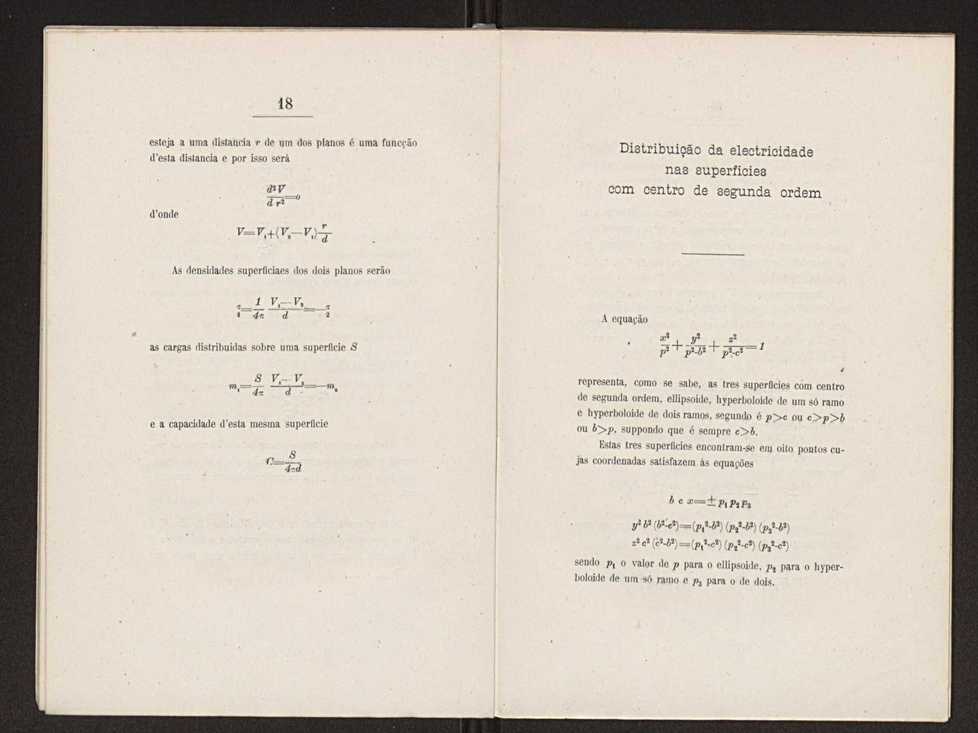 18
esteja a uma distancia r de um dos planos é uma funcção
d'esta distancia e por isso será
d²V / d r² = o
d'onde
V = V₁ + (V₂ — V₁) r / d
As densidades superficiaes dos dois planos serão
1 / 4π V₁ — V₂ / d
as cargas distribuidas sobre uma superficie S
m₁ = S / 4π V₁ — V₂ / d = — m₂
e a capacidade d'esta mesma superficie
C = S / 4πd
Distribuição da electricidade
nas superficies
com centro de segunda ordem
A equação
x² / p² + y² / p²-b² + z² / p²-c² = 1
representa, como se sabe, as tres superficies com centro
de segunda ordem, ellipsoide, hyperboloide de um só ramo
e hyperboloide de dois ramos, segundo é p>c ou c>p>b
ou b>p, suppondo que é sempre c>b.
Estas tres superficies encontram-se em oito pontos cu-
jas coordenadas satisfazem ás equações
b c x = ± p₁ p₂ p₃
y² b² (b²-c²) = (p₁²-b²) (p₂²-b²) (p₃²-b²)
z² c² (c²-b²) = (p₁²-c²) (p₂²-c²) (p₃²-c²)
sendo p₁ o valor de p para o ellipsoide, p₂ para o hyper-
boloide de um só ramo e p₃ para o de dois.